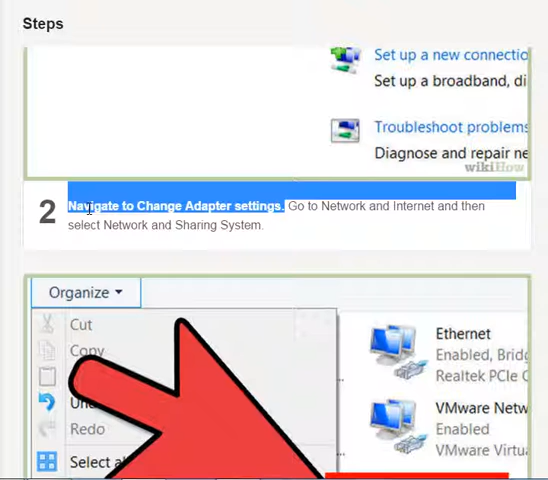 Steps
Set up a new connectio
Set up a broadband, di
Troubleshoot problems
Diagnose and repair ne
wikiHow
2
Navigate to Change Adapter settings. Go to Network and Internet and then
select Network and Sharing System.
Organize
Cut
Copy
Redo
Select a
Ethernet
Enabled, Brid
Realtek PCIe
VMware Netw
Enabled
VMware Virtu